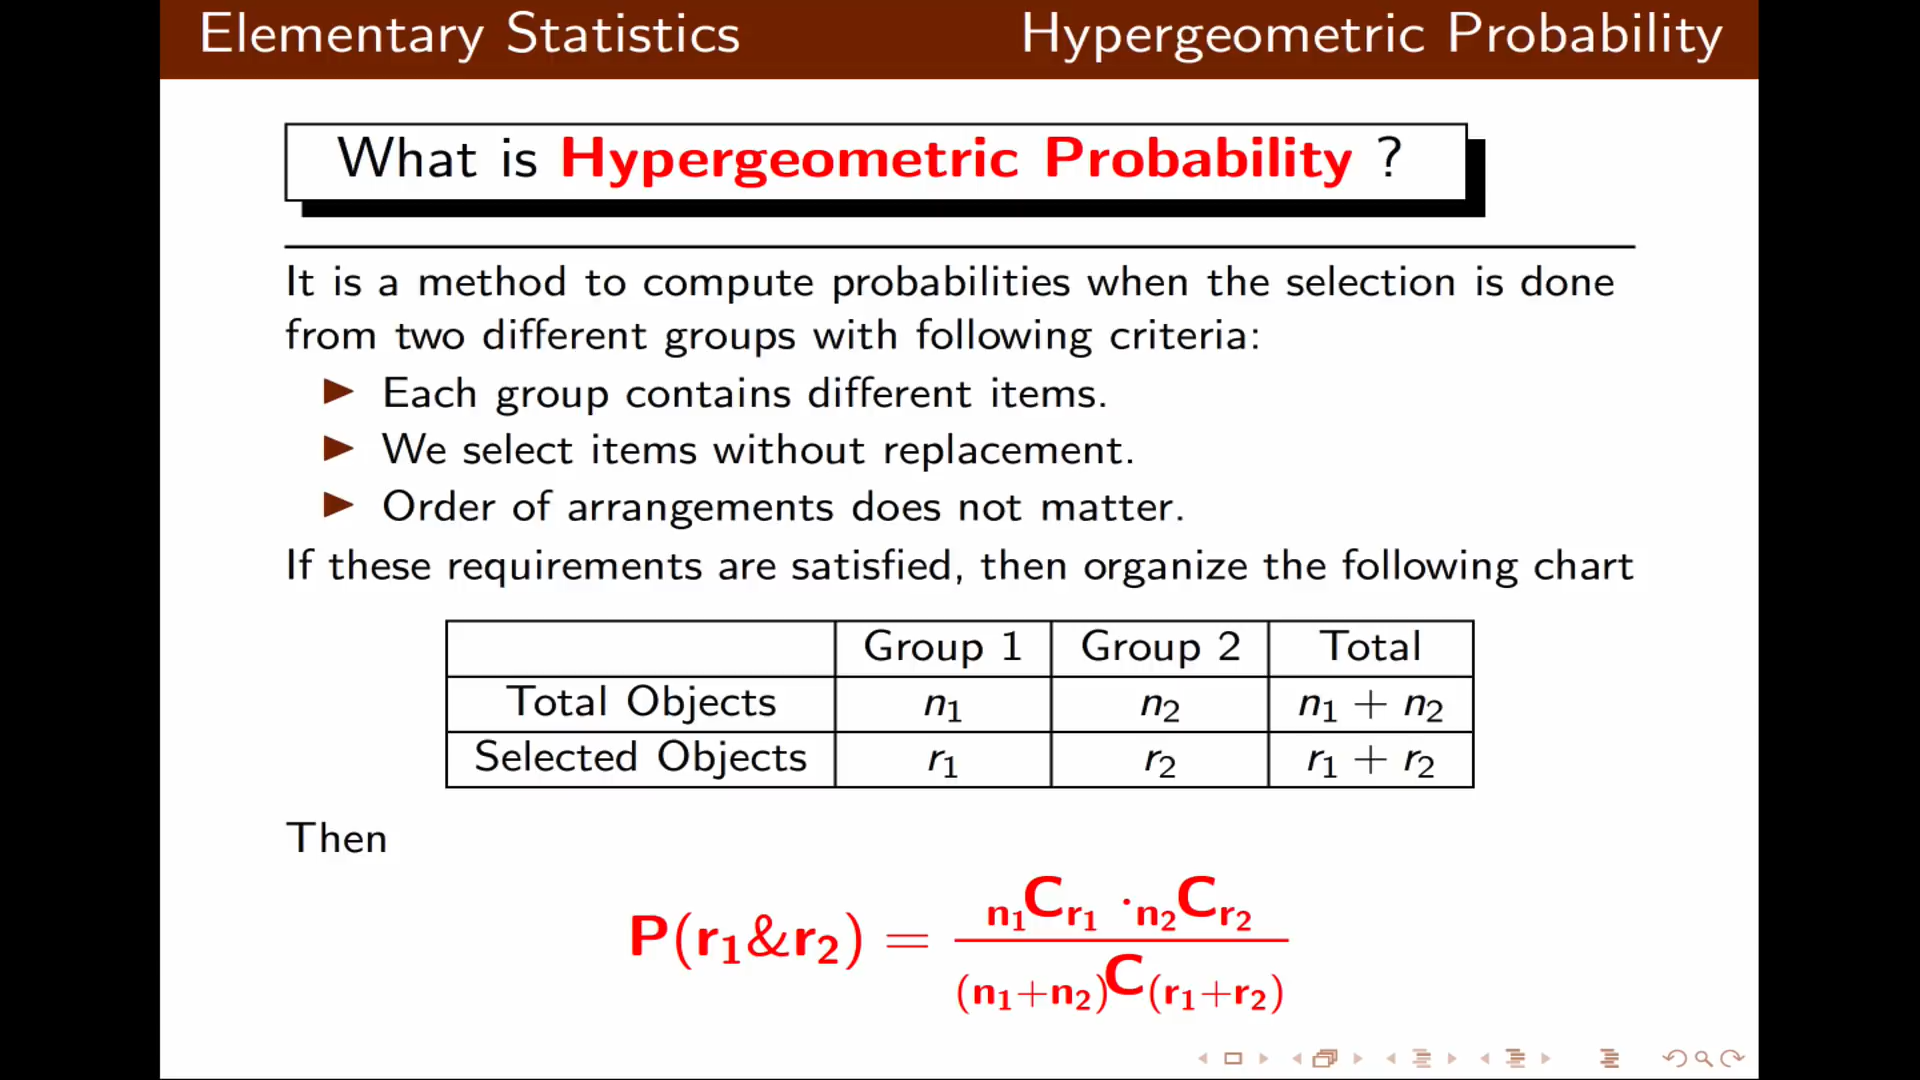 Elementary Statistics Hypergeometric Probability
What is Hypergeometric Probability ?
It is a method to compute probabilities when the selection is done
from two different groups with following criteria:
Each group contains different items.
We select items without replacement.
Order of arrangements does not matter.
If these requirements are satisfied, then organize the following chart
Group 1 Group 2 Total
Total Objects n₁ n₂ n₁ + n₂
Selected Objects r₁ r₂ r₁ + r₂
Then
P(r₁&r₂) = n₁Cr₁ · n₂Cr₂
(n₁+n₂)C(r₁+r₂)